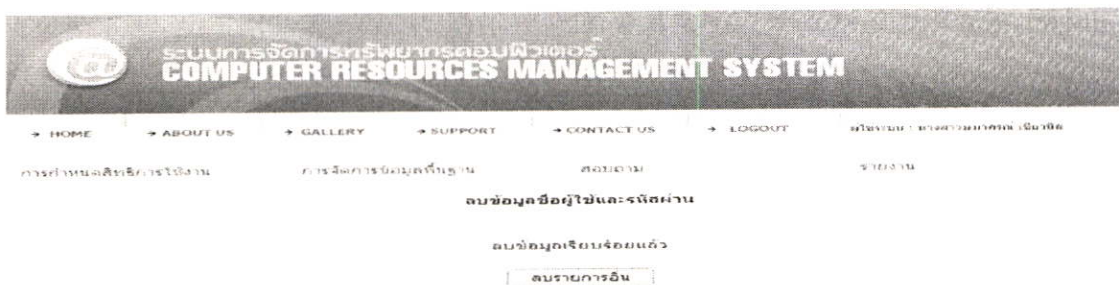 ระบบการจัดการทรัพยากรคอมพิวเตอร์
COMPUTER RESOURCES MANAGEMENT SYSTEM
→ HOME → ABOUT US → GALLERY → SUPPORT → CONTACT US → LOGOUT ผู้ใช้ระบบ :
การกำหนดสิทธิการใช้งาน การจัดการข้อมูลพื้นฐาน สอบถาม รายงาน
ลบข้อมูลชื่อผู้ใช้และรหัสผ่าน
ลบข้อมูลเรียบร้อยแล้ว
ลบรายการอื่น